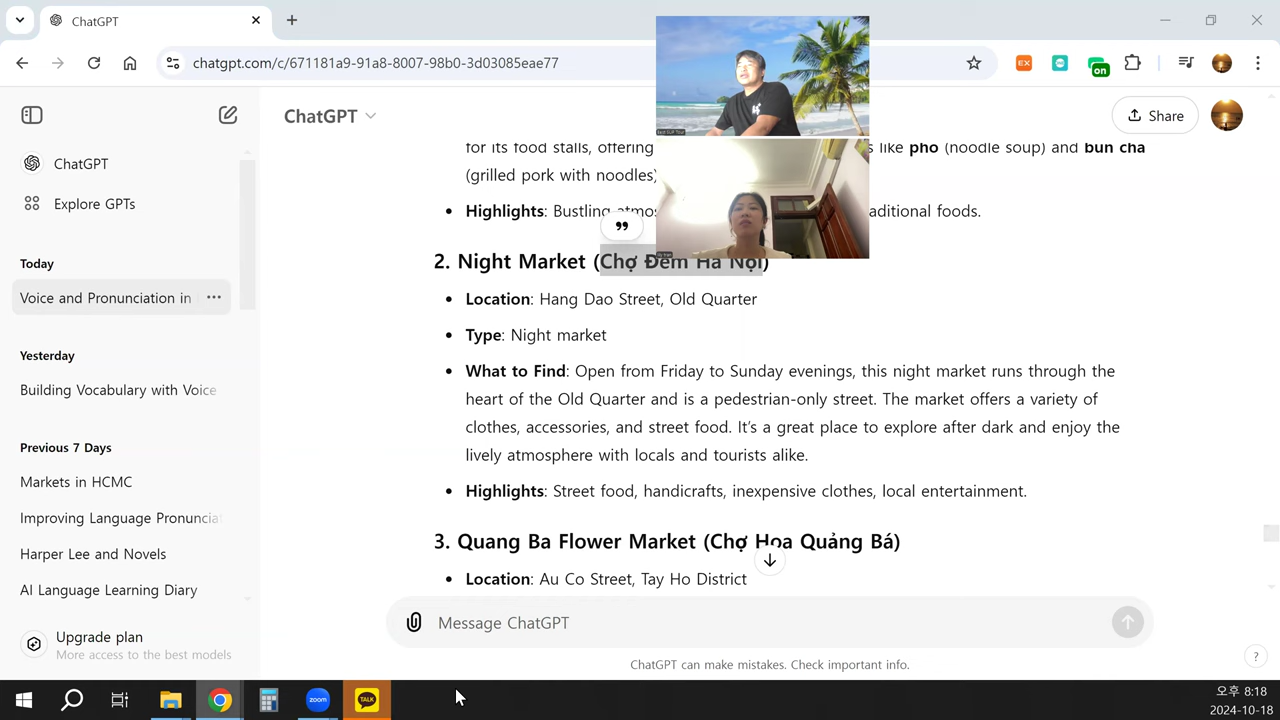 ChatGPT
chatgpt.com/c/671181a9-91a8-8007-98b0-3d03085eae77
EX
on
ChatGPT
Share
ChatGPT
Explore GPTs
Today
Voice and Pronunciation in
Yesterday
Building Vocabulary with Voice
Previous 7 Days
Markets in HCMC
Improving Language Pronuncia
Harper Lee and Novels
AI Language Learning Diary
Upgrade plan
More access to the best models
for its food stalls, offering s like pho (noodle soup) and bun cha
(grilled pork with noodles)
• Highlights: Bustling atmos aditional foods.
2. Night Market (Chợ Đêm Hà Nội)
• Location: Hang Dao Street, Old Quarter
• Type: Night market
• What to Find: Open from Friday to Sunday evenings, this night market runs through the
heart of the Old Quarter and is a pedestrian-only street. The market offers a variety of
clothes, accessories, and street food. It's a great place to explore after dark and enjoy the
lively atmosphere with locals and tourists alike.
• Highlights: Street food, handicrafts, inexpensive clothes, local entertainment.
3. Quang Ba Flower Market (Chợ Hoa Quảng Bá)
• Location: Au Co Street, Tay Ho District
Message ChatGPT
ChatGPT can make mistakes. Check important info.
?
zoom
TALK
오후 8:18
2024-10-18